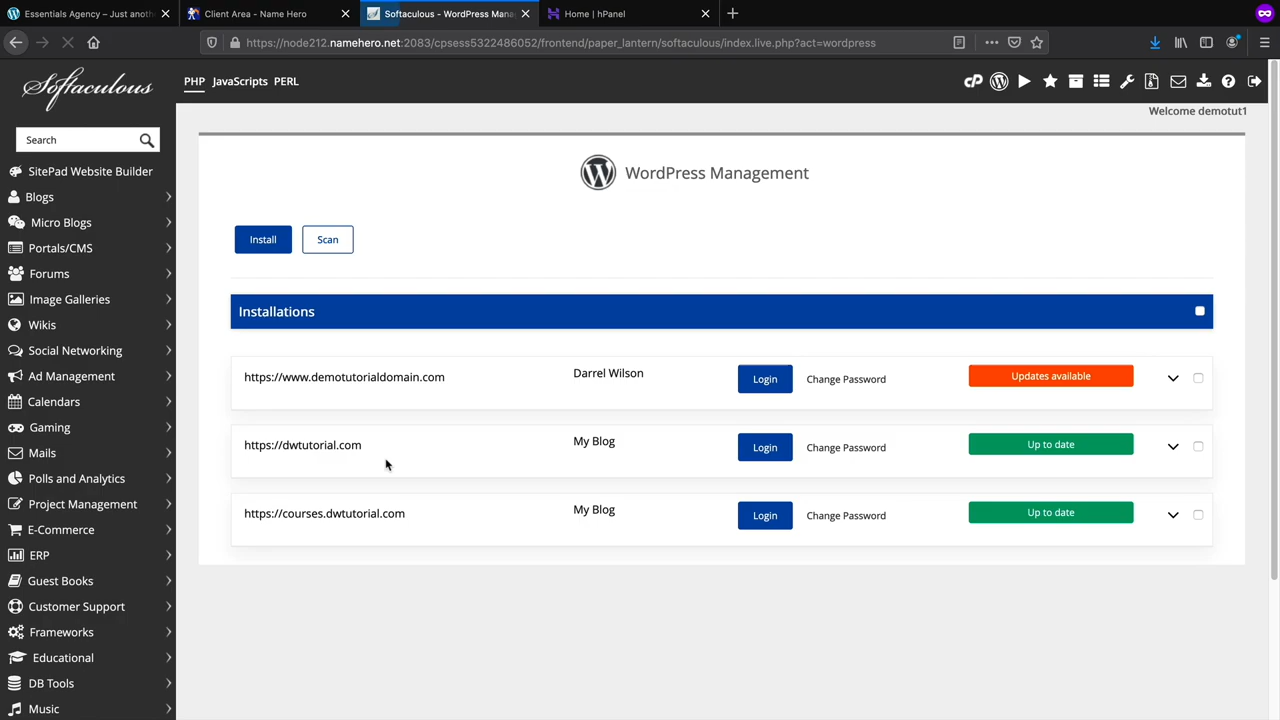 Essentials Agency – Just anoth
Client Area - Name Hero
Softaculous - WordPress Mana
Home | hPanel
https://node212.namehero.net:2083/cpsess5322486052/frontend/paper_lantern/softaculous/index.live.php?act=wordpress
Softaculous
PHP JavaScripts PERL
Welcome demotut1
Search
SitePad Website Builder
Blogs
Micro Blogs
Portals/CMS
Forums
Image Galleries
Wikis
Social Networking
Ad Management
Calendars
Gaming
Mails
Polls and Analytics
Project Management
E-Commerce
ERP
Guest Books
Customer Support
Frameworks
Educational
DB Tools
Music
WordPress Management
Install Scan
Installations
https://www.demotutorialdomain.com Darrel Wilson Login Change Password Updates available
https://dwtutorial.com My Blog Login Change Password Up to date
https://courses.dwtutorial.com My Blog Login Change Password Up to date